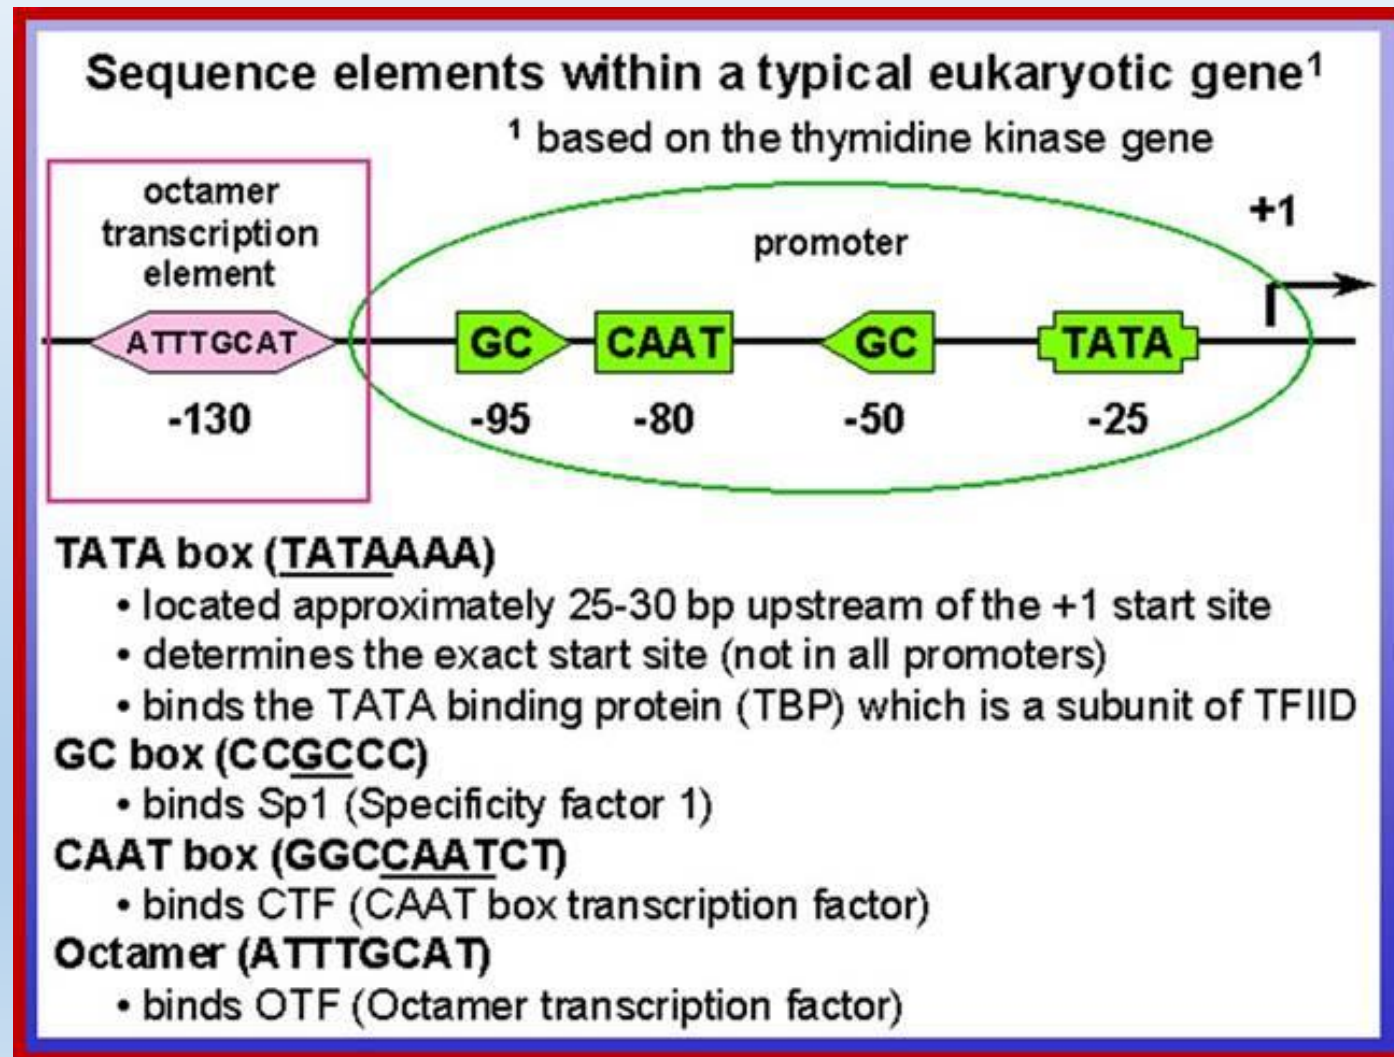 Sequence elements within a typical eukaryotic gene¹
¹ based on the thymidine kinase gene
octamer
transcription
element
promoter
+1
ATTTGCAT
GC
CAAT
GC
TATA
-130
-95
-80
-50
-25
TATA box (TATAAAA)
• located approximately 25-30 bp upstream of the +1 start site
• determines the exact start site (not in all promoters)
• binds the TATA binding protein (TBP) which is a subunit of TFIID
GC box (CCGCCC)
• binds Sp1 (Specificity factor 1)
CAAT box (GGCCAATCT)
• binds CTF (CAAT box transcription factor)
Octamer (ATTTGCAT)
• binds OTF (Octamer transcription factor)